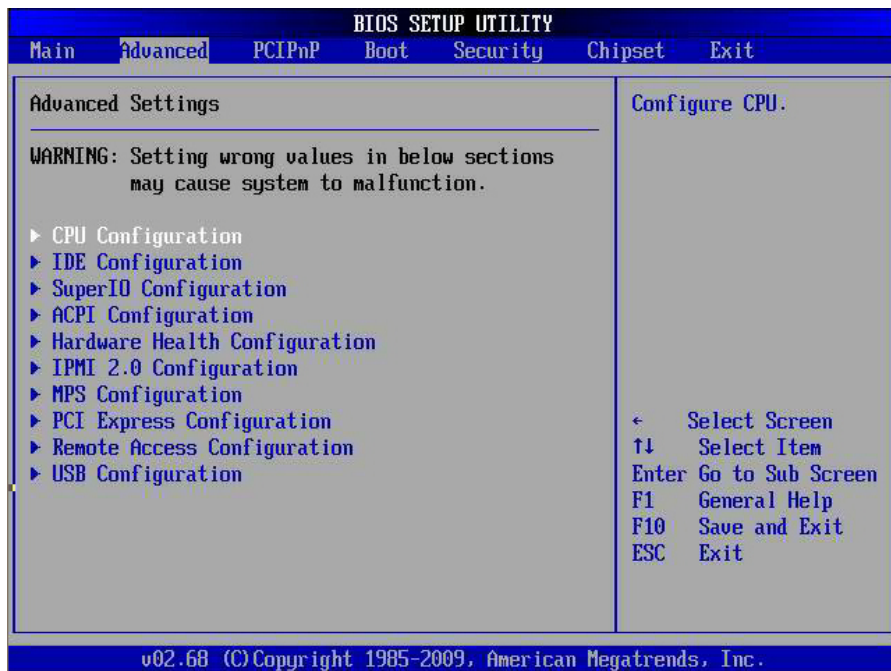 BIOS SETUP UTILITY
Main Advanced PCIPnP Boot Security Chipset Exit
Advanced Settings
WARNING: Setting wrong values in below sections
may cause system to malfunction.
▶ CPU Configuration
▶ IDE Configuration
▶ SuperIO Configuration
▶ ACPI Configuration
▶ Hardware Health Configuration
▶ IPMI 2.0 Configuration
▶ MPS Configuration
▶ PCI Express Configuration
▶ Remote Access Configuration
▶ USB Configuration
Configure CPU.
← Select Screen
↑↓ Select Item
Enter Go to Sub Screen
F1 General Help
F10 Save and Exit
ESC Exit
v02.68 (C)Copyright 1985-2009, American Megatrends, Inc.